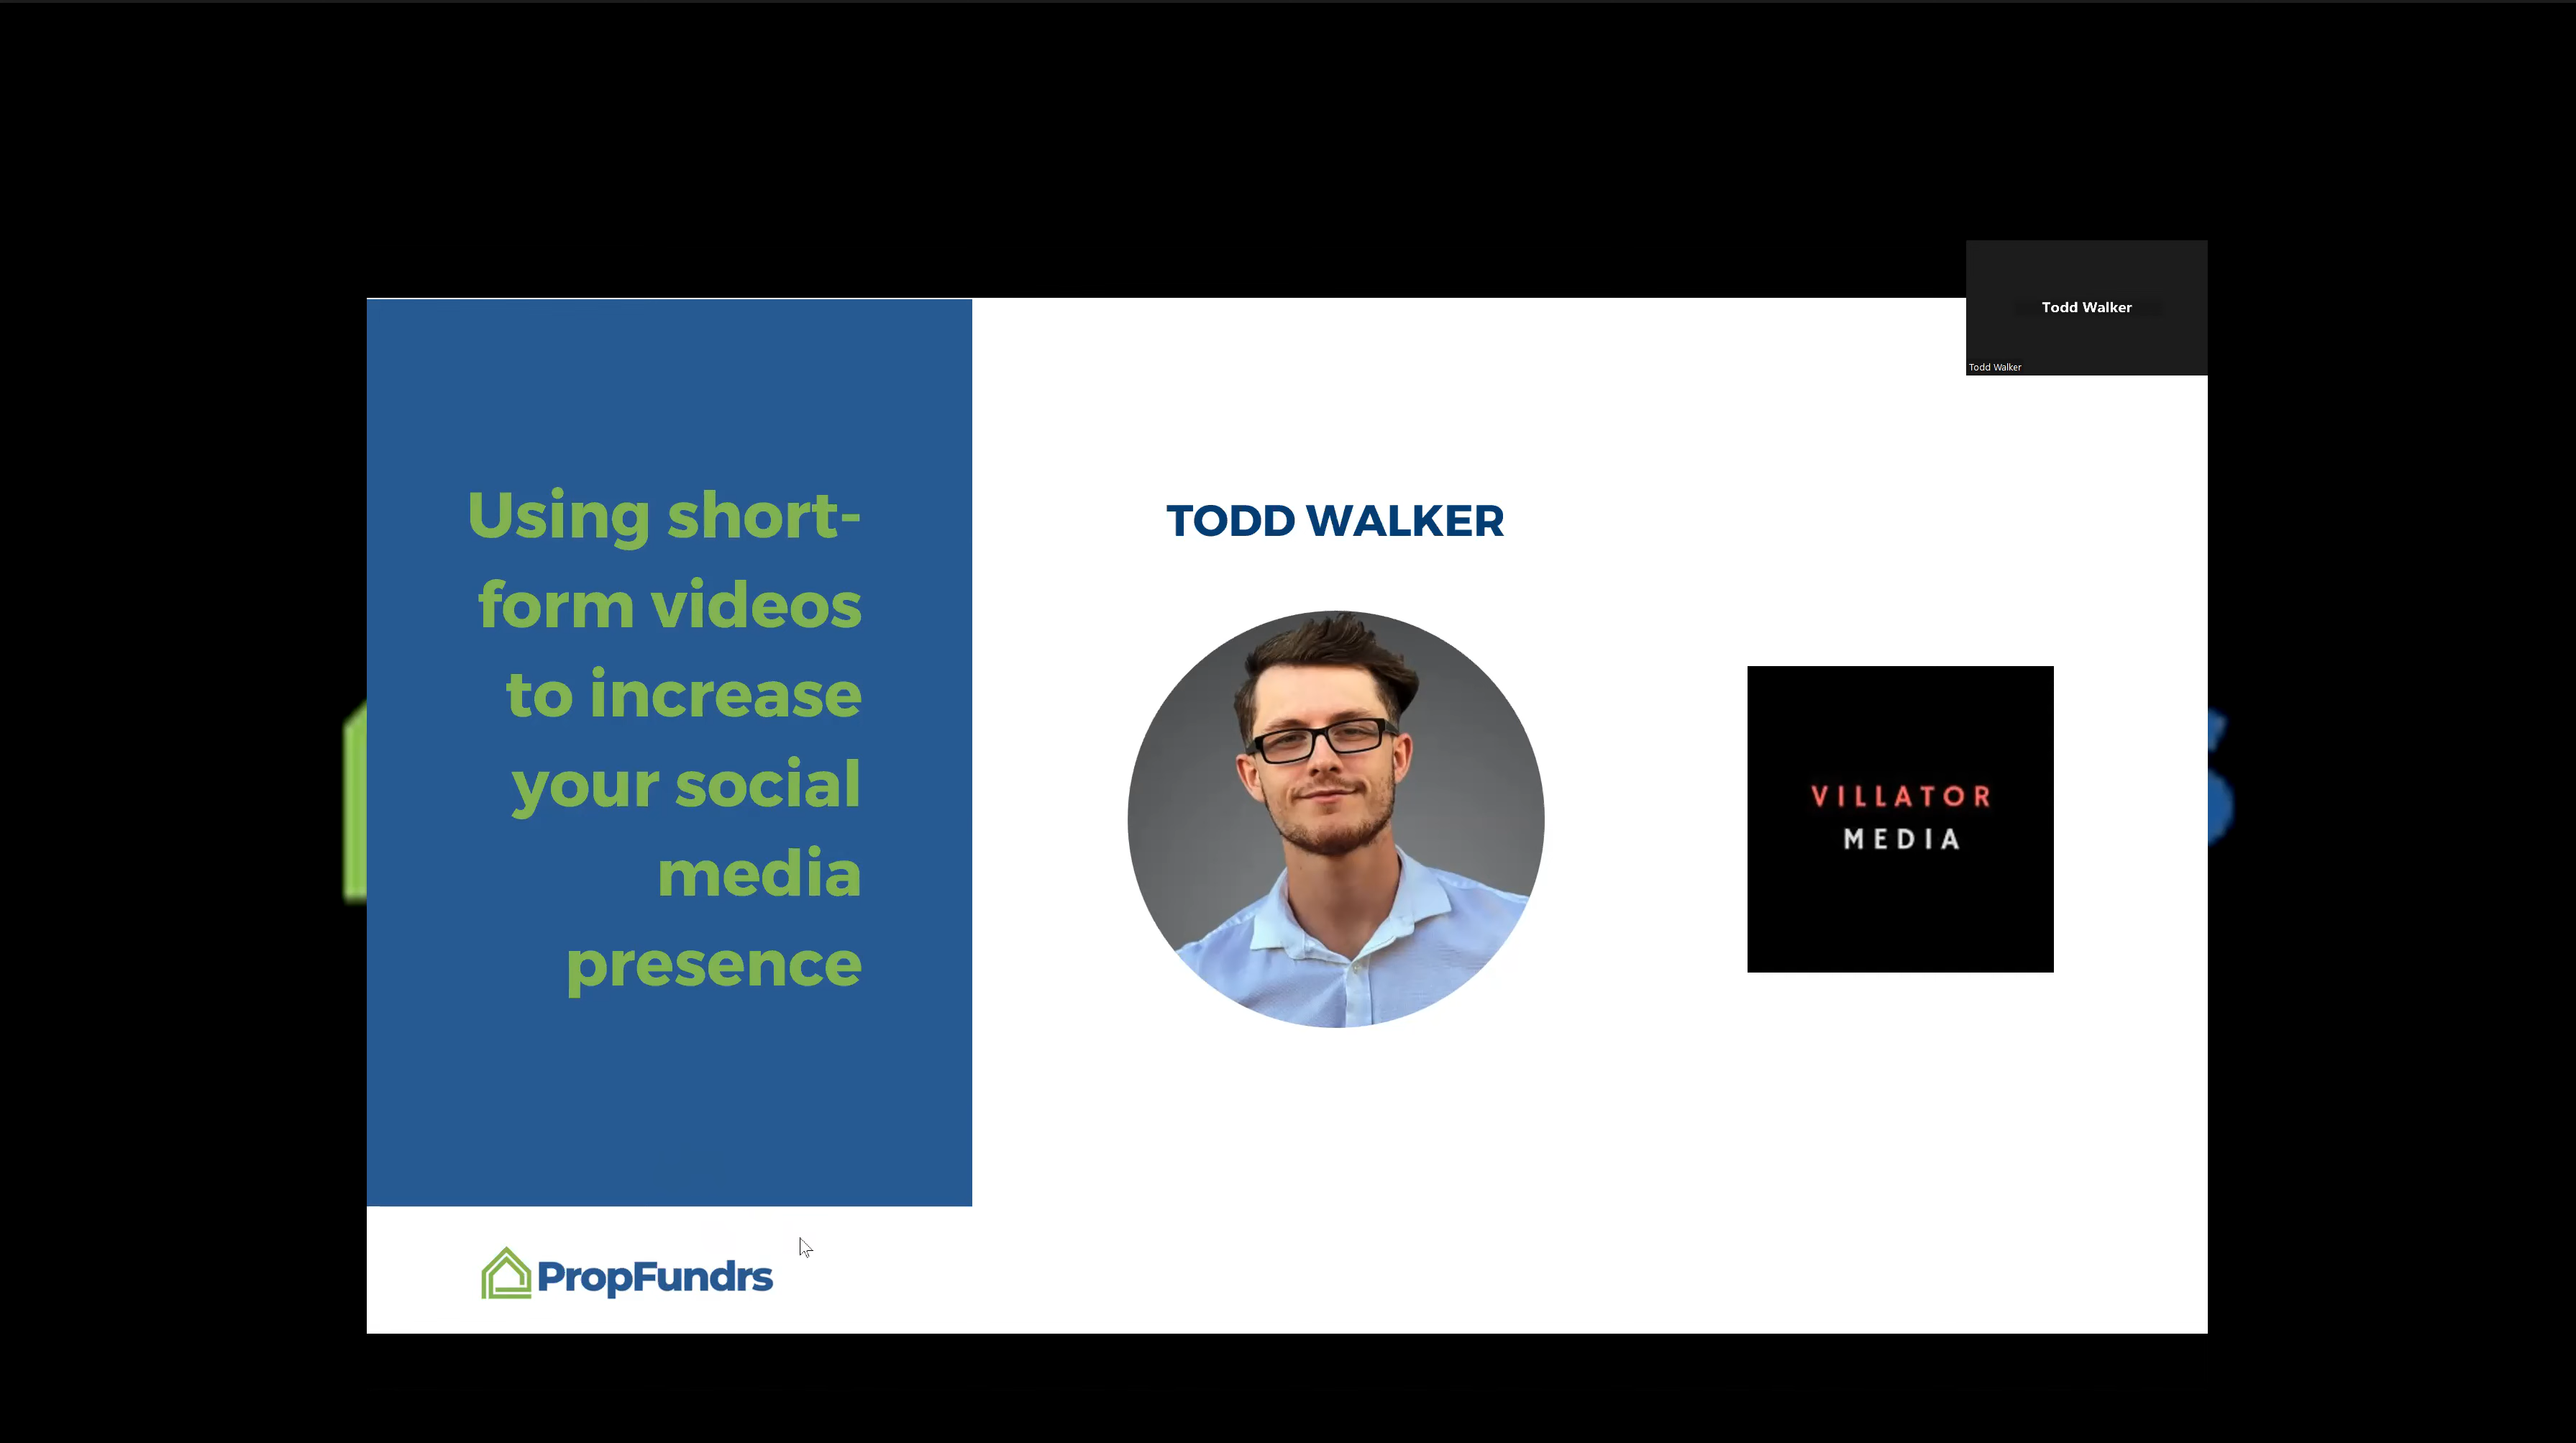 Todd Walker
Todd Walker
Using short-
form videos
to increase
your social
media
presence
TODD WALKER
VILLATOR
MEDIA
PropFundrs